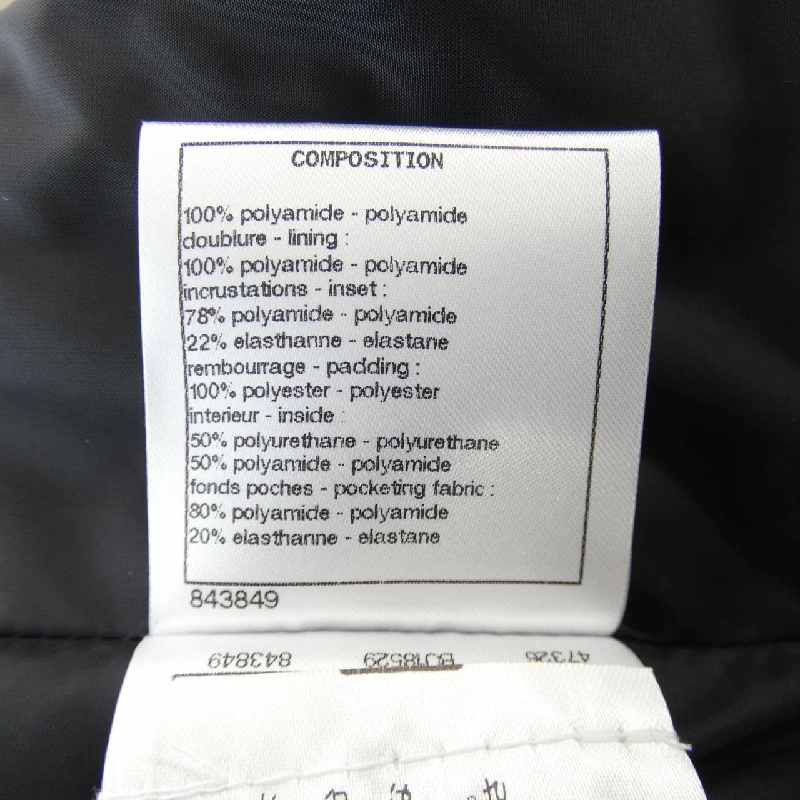 COMPOSITION
100% polyamide - polyamide
doublure - lining :
100% polyamide - polyamide
incrustations - inset :
78% polyamide - polyamide
22% elasthanne - elastane
rembourrage - padding :
100% polyester - polyester
interieur - inside :
50% polyurethane - polyurethane
50% polyamide - polyamide
fonds poches - pocketing fabric :
80% polyamide - polyamide
20% elasthanne - elastane
843849
843849 47326